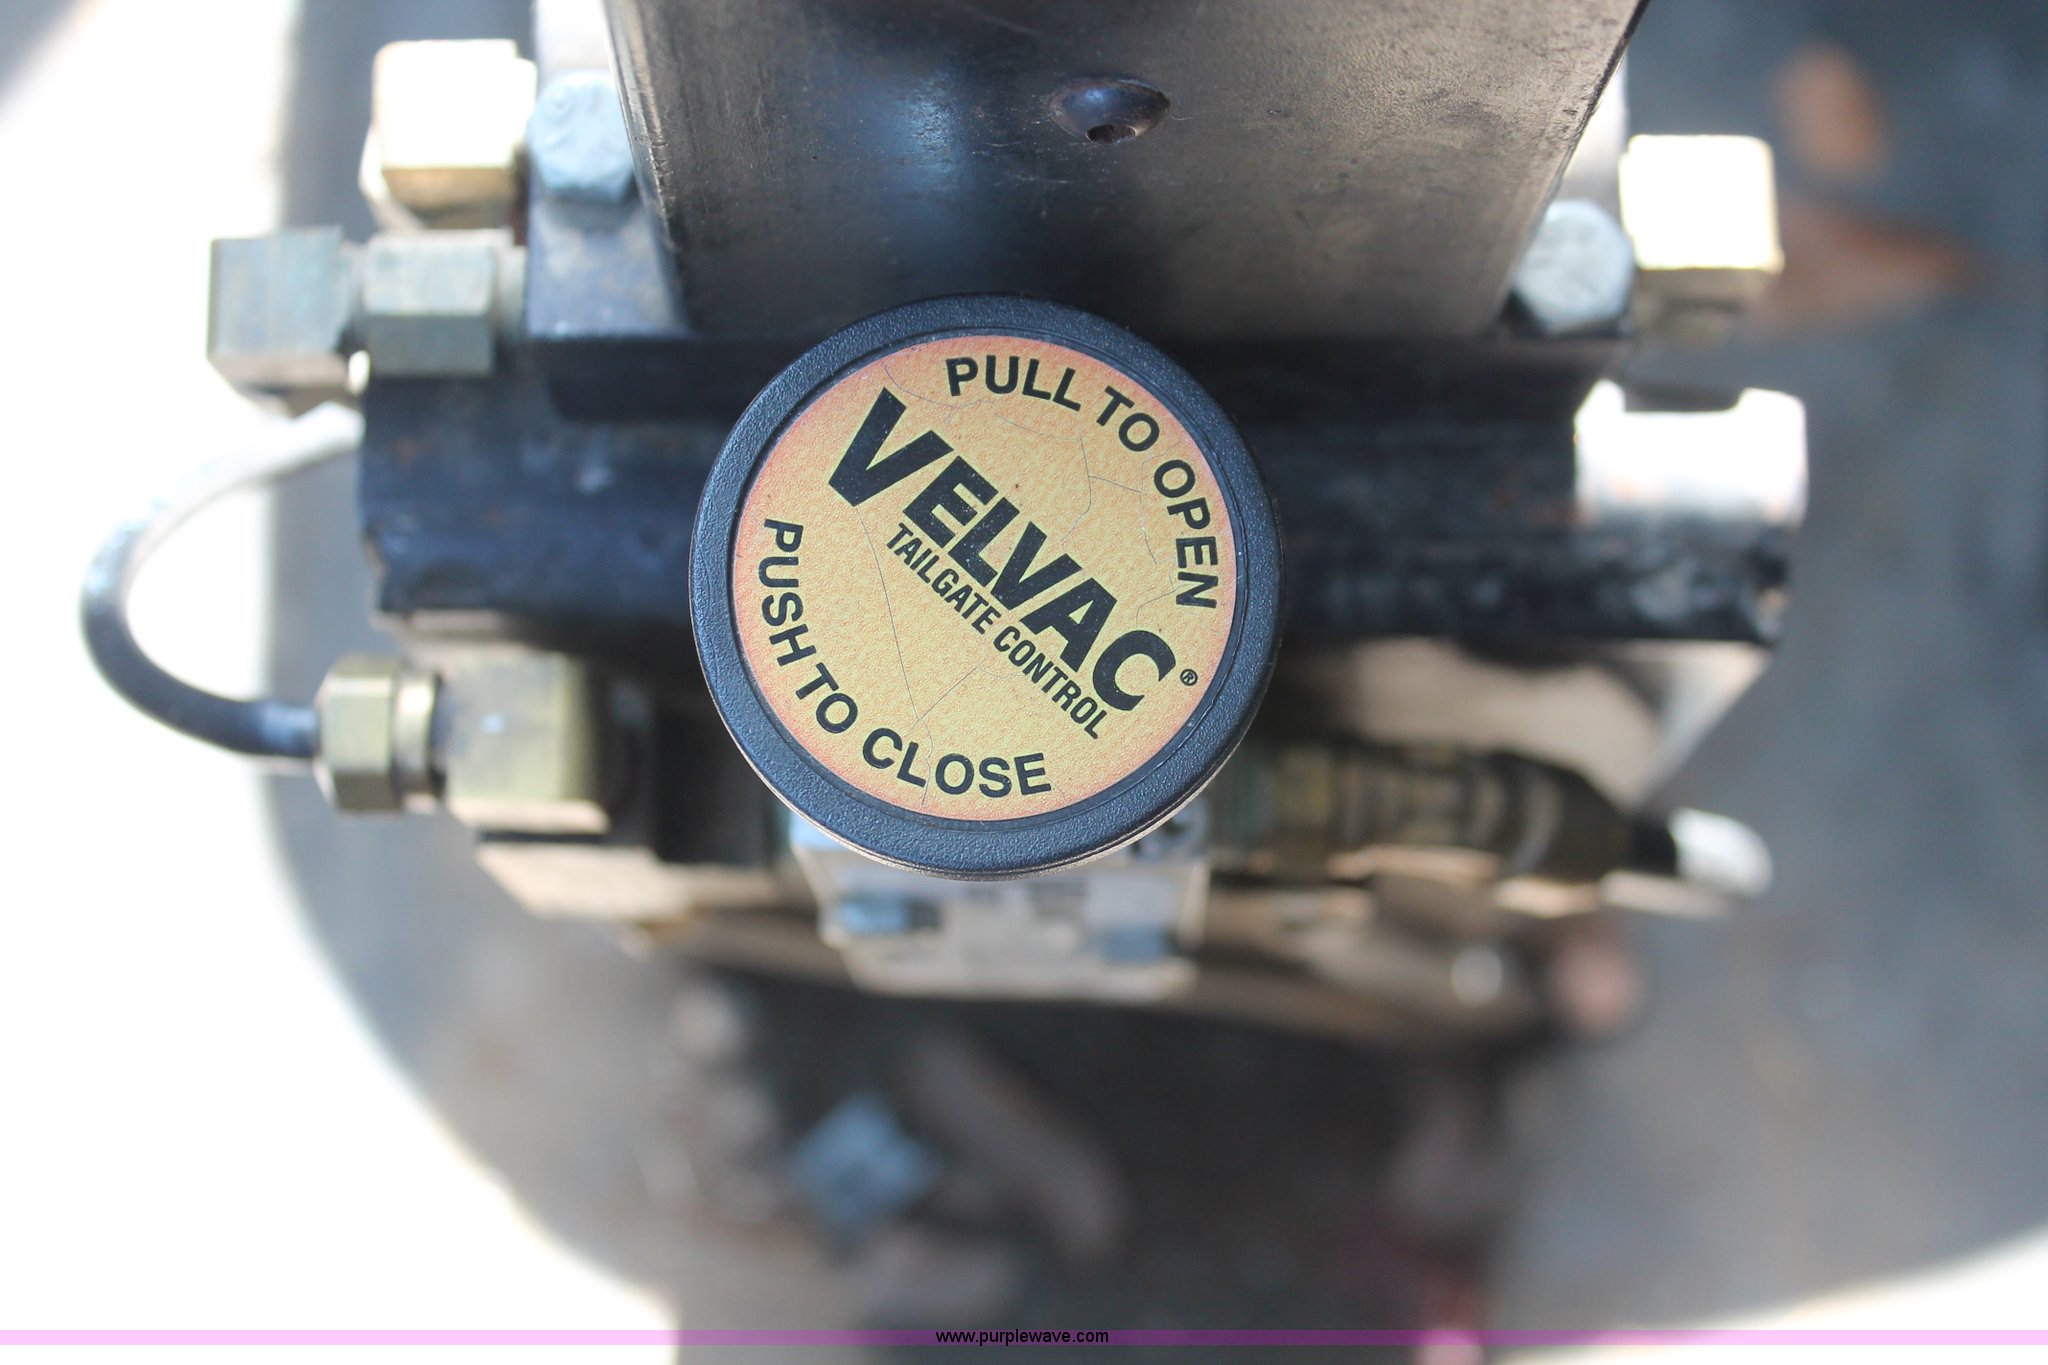 PULL TO OPEN
VELVAC®
TAILGATE CONTROL
PUSH TO CLOSE
www.purplewave.com